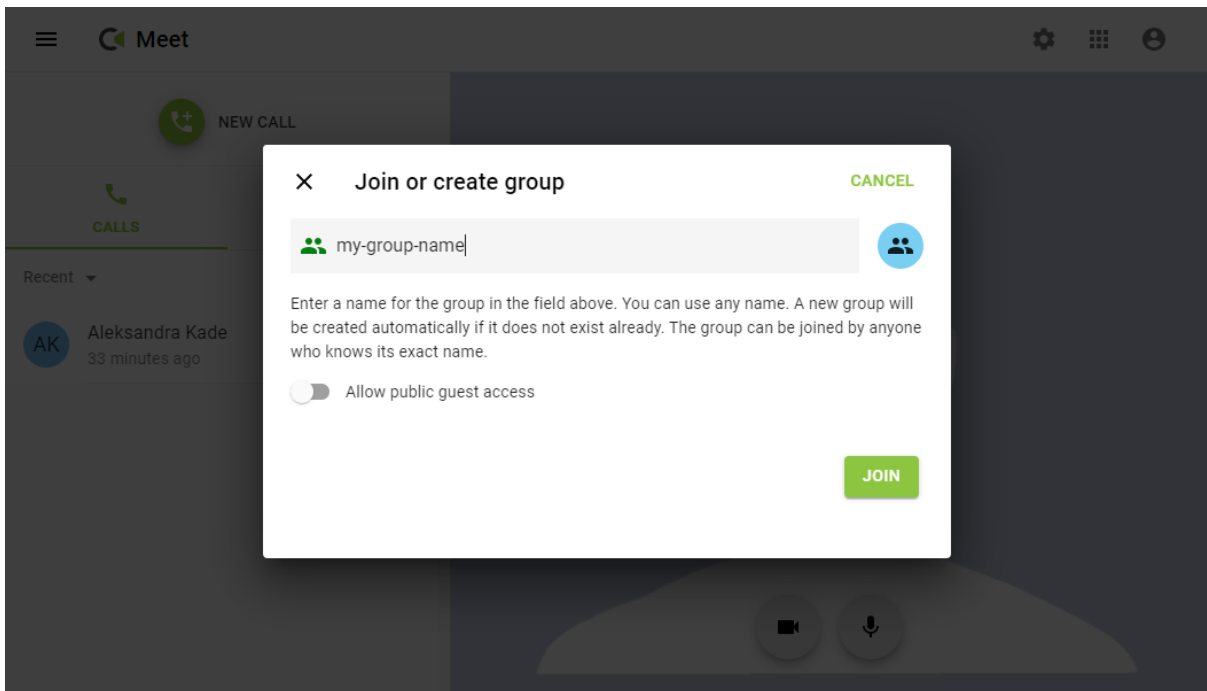 Meet
NEW CALL
CALLS
Recent
AK
Aleksandra Kade
33 minutes ago
Join or create group
CANCEL
my-group-name
Enter a name for the group in the field above. You can use any name. A new group will
be created automatically if it does not exist already. The group can be joined by anyone
who knows its exact name.
Allow public guest access
JOIN